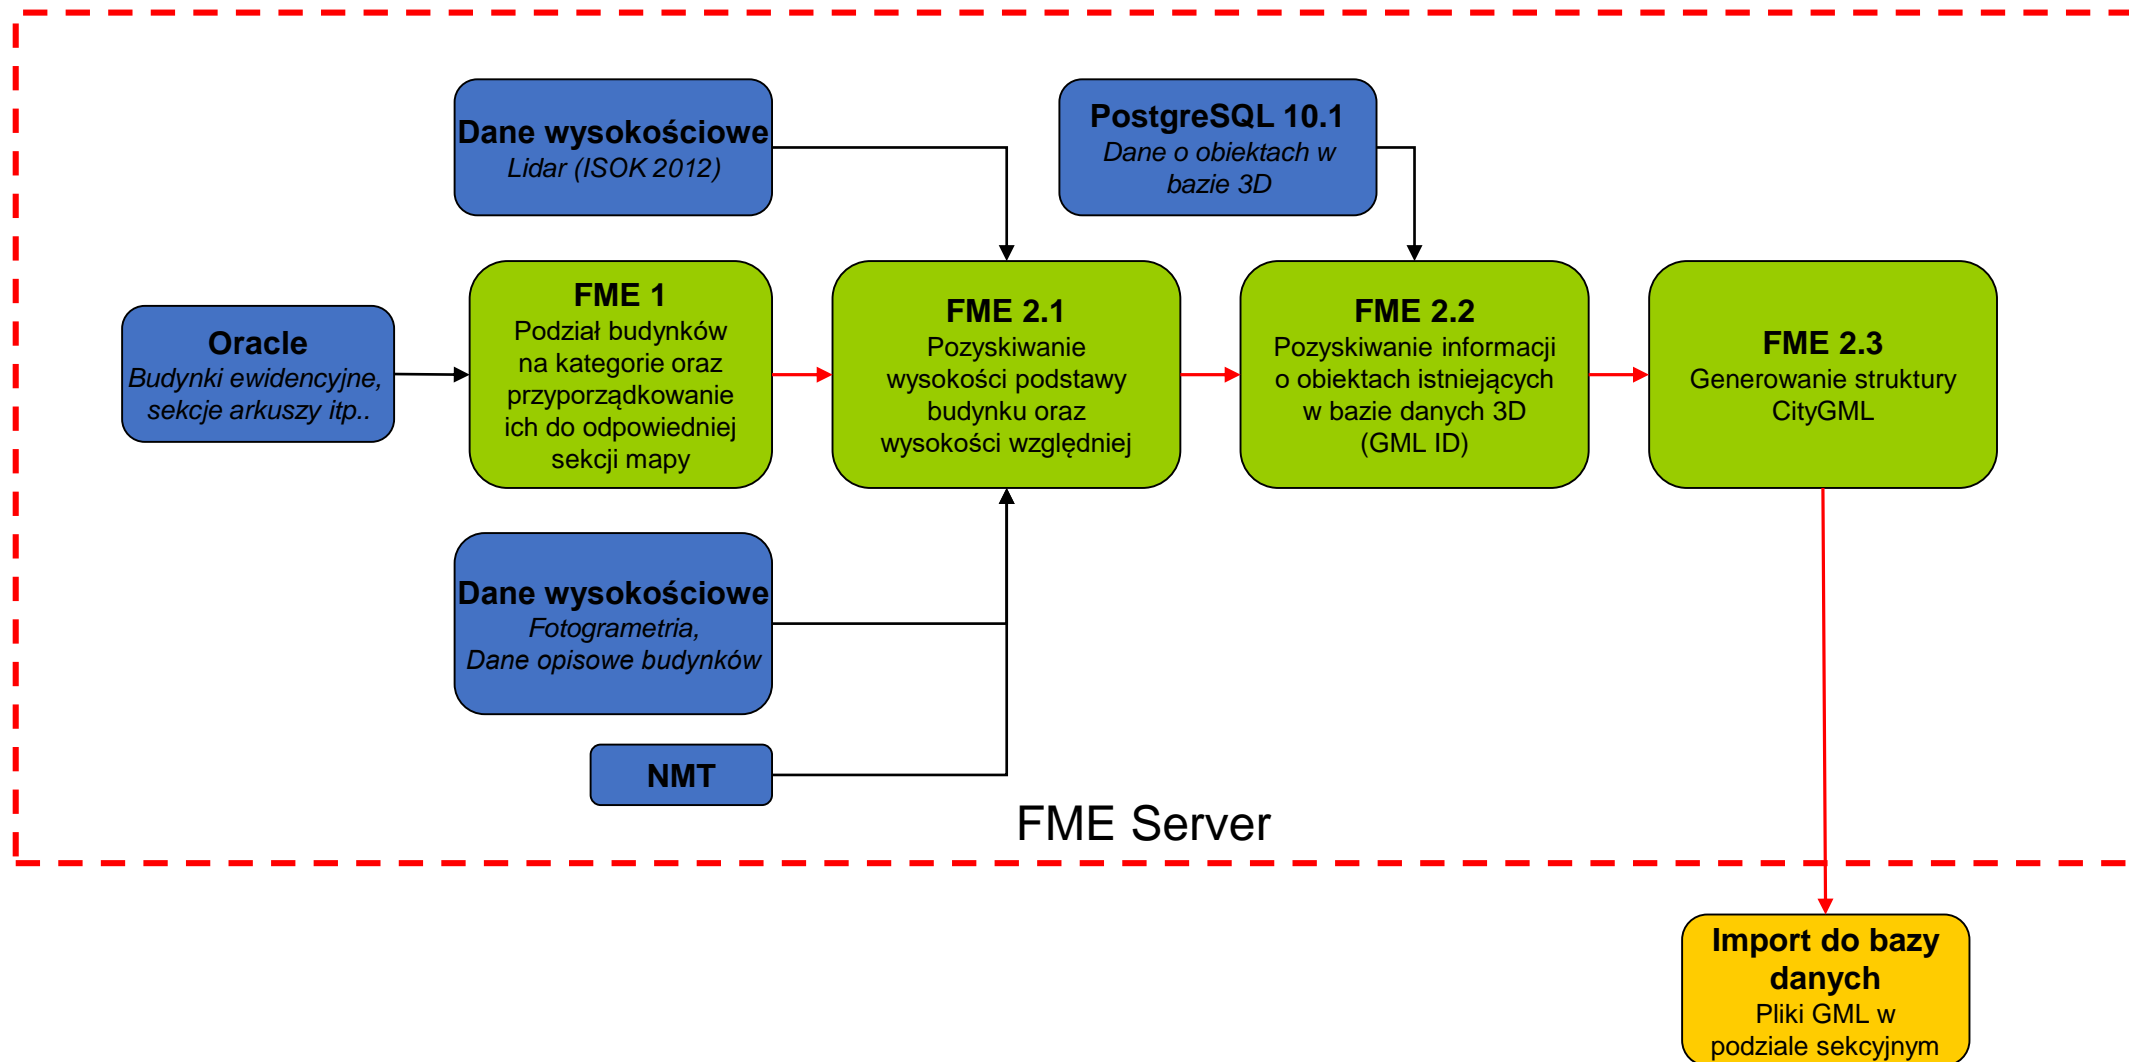 Dane wysokościowe
Lidar (ISOK 2012)
PostgreSQL 10.1
Dane o obiektach w
bazie 3D
Oracle
Budynki ewidencyjne,
sekcje arkuszy itp..
FME 1
Podział budynków
na kategorie oraz
przyporządkowanie
ich do odpowiedniej
sekcji mapy
FME 2.1
Pozyskiwanie
wysokości podstawy
budynku oraz
wysokości względniej
FME 2.2
Pozyskiwanie informacji
o obiektach istniejących
w bazie danych 3D
(GML ID)
FME 2.3
Generowanie struktury
CityGML
Dane wysokościowe
Fotogrametria,
Dane opisowe budynków
NMT
FME Server
Import do bazy
danych
Pliki GML w
podziale sekcyjnym